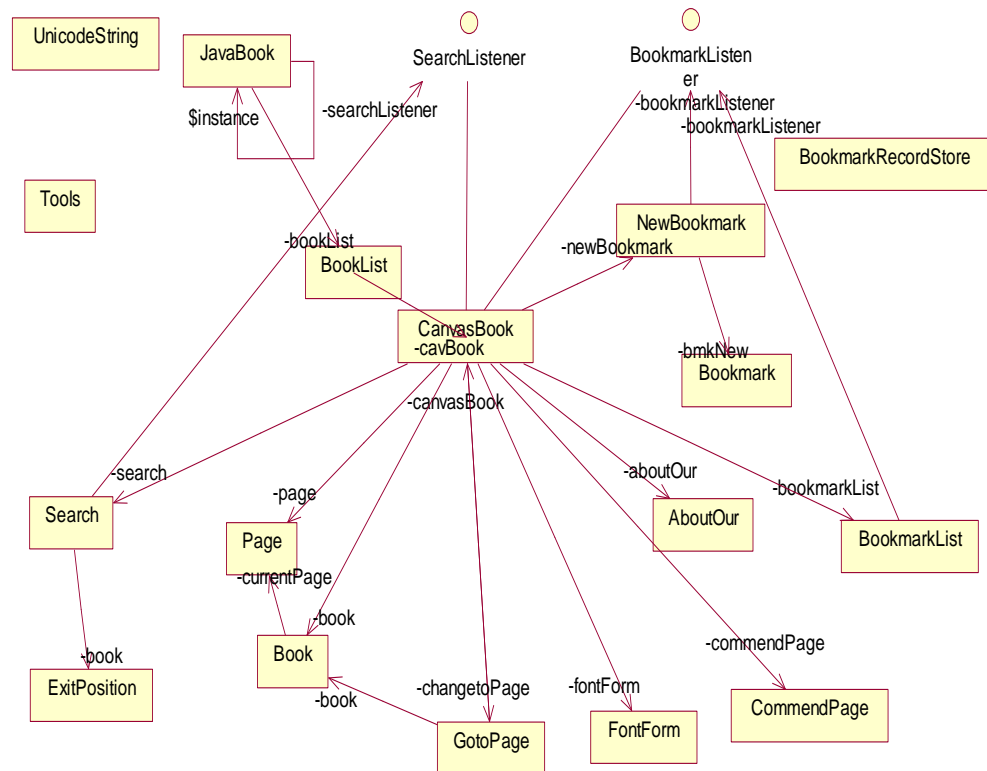 UnicodeString
JavaBook
SearchListener
BookmarkListen
er
$instance
-searchListener
-bookmarkListener
-bookmarkListener
BookmarkRecordStore
Tools
NewBookmark
-bookList
-newBookmark
BookList
CanvasBook
-cavBook
-bmkNew
Bookmark
-canvasBook
-search
-aboutOur
-bookmarkList
-page
Search
AboutOur
Page
BookmarkList
-currentPage
-book
-commendPage
Book
-book
ExitPosition
-changetoPage
-fontForm
-book
CommendPage
GotoPage
FontForm